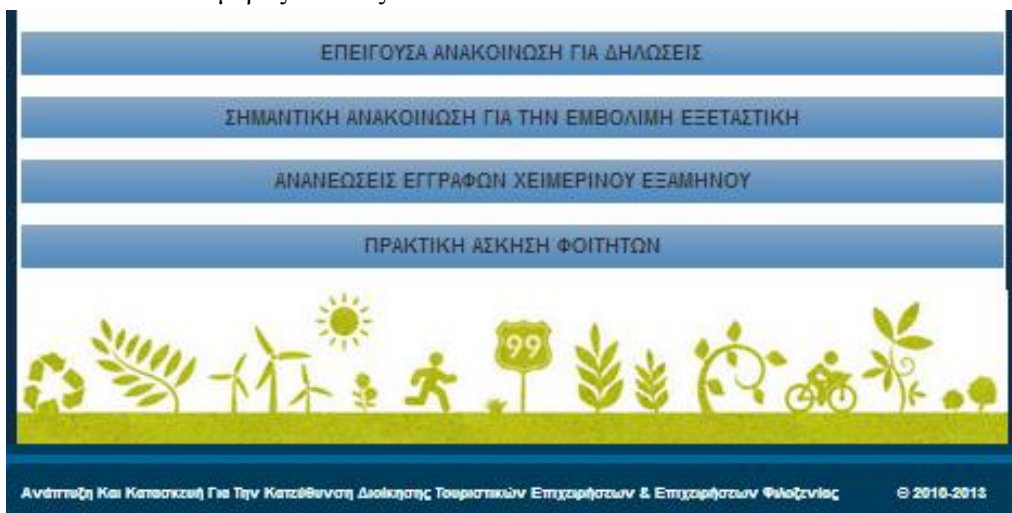 ΕΠΕΙΓΟΥΣΑ ΑΝΑΚΟΙΝΩΣΗ ΓΙΑ ΔΗΛΩΣΕΙΣ
ΣΗΜΑΝΤΙΚΗ ΑΝΑΚΟΙΝΩΣΗ ΓΙΑ ΤΗΝ ΕΜΒΟΛΙΜΗ ΕΞΕΤΑΣΤΙΚΗ
ΑΝΑΝΕΩΣΕΙΣ ΕΓΓΡΑΦΩΝ ΧΕΙΜΕΡΙΝΟΥ ΕΞΑΜΗΝΟΥ
ΠΡΑΚΤΙΚΗ ΑΣΚΗΣΗ ΦΟΙΤΗΤΩΝ
99
Ανάπτυξη Και Κατασκευή Για Την Κατεύθυνση Διοίκησης Τουριστικών Επιχειρήσεων & Επιχειρήσεων Φιλοξενίας © 2010-2013